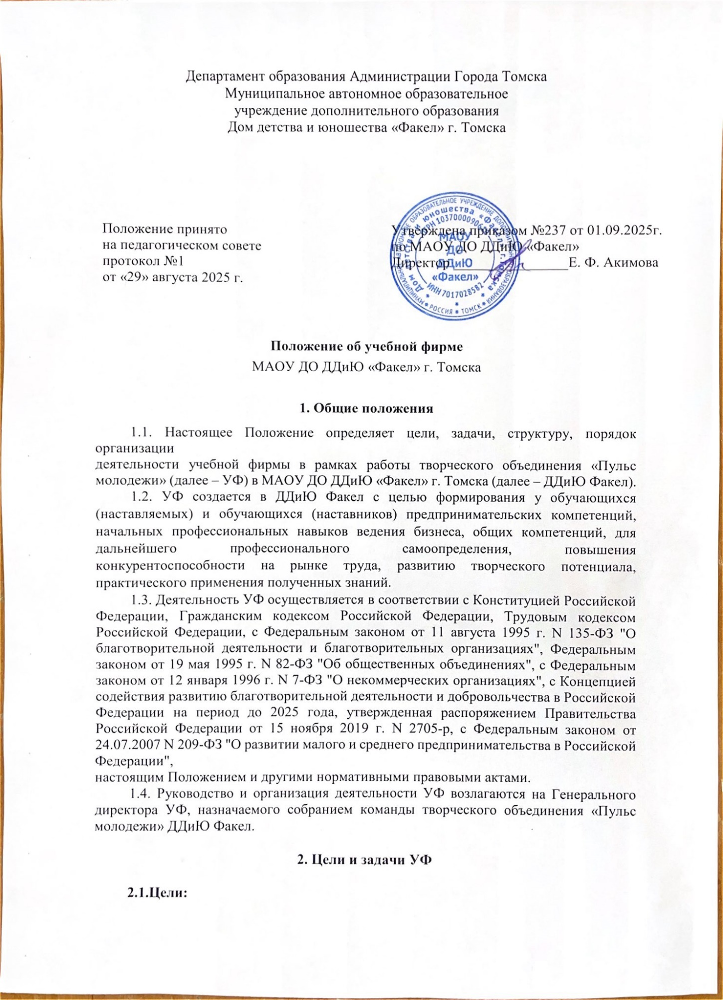 Департамент образования Администрации Города Томска
Муниципальное автономное образовательное
учреждение дополнительного образования
Дом детства и юношества «Факел» г. Томска
Положение принято
на педагогическом совете
протокол №1
от «29» августа 2025 г.
Утверждена приказом №237 от 01.09.2025г.
по МАОУ ДО ДДиЮ «Факел»
Директор_________________Е. Ф. Акимова
МУНИЦИПАЛЬНОЕ АВТОНОМНОЕ ОБРАЗОВАТЕЛЬНОЕ УЧРЕЖДЕНИЕ ДОПОЛНИТЕЛЬНОГО ОБРАЗОВАНИЯ
* РОССИЯ * ТОМСК *
Дом детства и юношества «Факел» г. Томска
МАОУ
ДО
ДДиЮ
«Факел»
ИНН 7017028582
Положение об учебной фирме
МАОУ ДО ДДиЮ «Факел» г. Томска
1. Общие положения
1.1. Настоящее Положение определяет цели, задачи, структуру, порядок
организации
деятельности учебной фирмы в рамках работы творческого объединения «Пульс
молодежи» (далее – УФ) в МАОУ ДО ДДиЮ «Факел» г. Томска (далее – ДДиЮ Факел).
1.2. УФ создается в ДДиЮ Факел с целью формирования у обучающихся
(наставляемых) и обучающихся (наставников) предпринимательских компетенций,
начальных профессиональных навыков ведения бизнеса, общих компетенций, для
дальнейшего профессионального самоопределения, повышения
конкурентоспособности на рынке труда, развитию творческого потенциала,
практического применения полученных знаний.
1.3. Деятельность УФ осуществляется в соответствии с Конституцией Российской
Федерации, Гражданским кодексом Российской Федерации, Трудовым кодексом
Российской Федерации, с Федеральным законом от 11 августа 1995 г. N 135-ФЗ "О
благотворительной деятельности и благотворительных организациях", Федеральным
законом от 19 мая 1995 г. N 82-ФЗ "Об общественных объединениях", с Федеральным
законом от 12 января 1996 г. N 7-ФЗ "О некоммерческих организациях", с Концепцией
содействия развитию благотворительной деятельности и добровольчества в Российской
Федерации на период до 2025 года, утвержденная распоряжением Правительства
Российской Федерации от 15 ноября 2019 г. N 2705-р, с Федеральным законом от
24.07.2007 N 209-ФЗ "О развитии малого и среднего предпринимательства в Российской
Федерации",
настоящим Положением и другими нормативными правовыми актами.
1.4. Руководство и организация деятельности УФ возлагаются на Генерального
директора УФ, назначаемого собранием команды творческого объединения «Пульс
молодежи» ДДиЮ Факел.
2. Цели и задачи УФ
2.1.Цели: